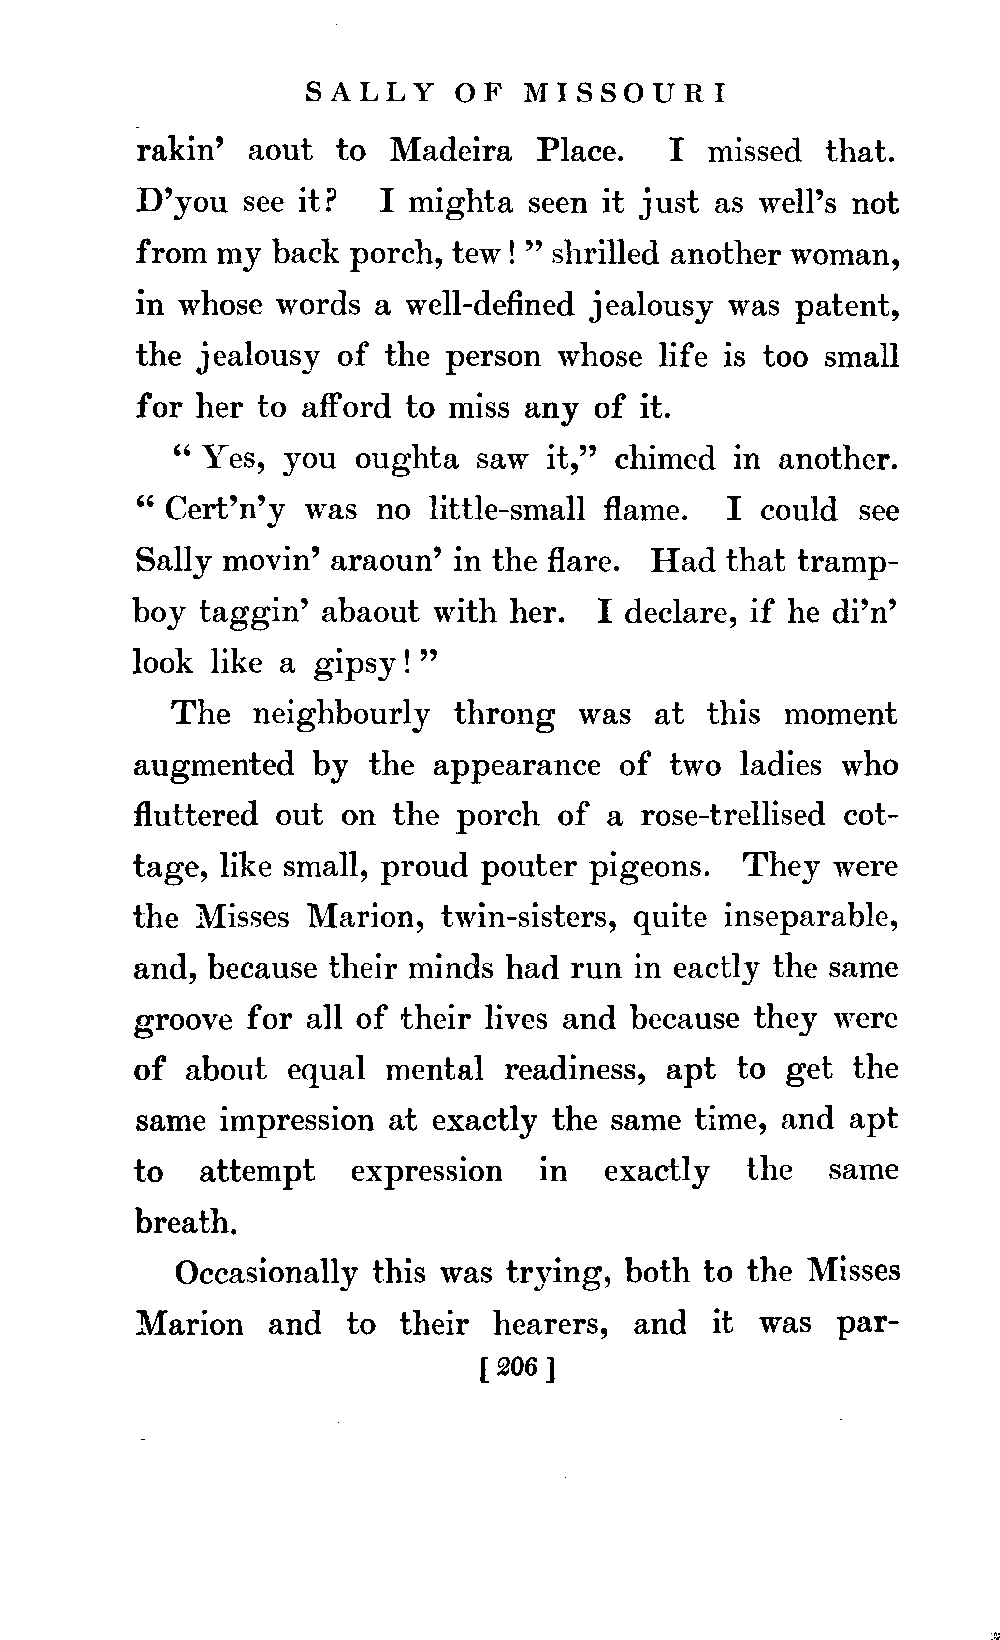 SALLY OF MISSOURI
rakin' aout to Madeira Place. I missed that.
D'you see it? I mighta seen it just as well's not
from my back porch, tew!" shrilled another woman,
in whose words a well-defined jealousy was patent,
the jealousy of the person whose life is too small
for her to afford to miss any of it.
"Yes, you oughta saw it," chimed in another.
"Cert'n'y was no little-small flame. I could see
Sally movin' araoun' in the flare. Had that tramp-
boy taggin' abaout with her. I declare, if he di'n'
look like a gipsy!"
The neighbourly throng was at this moment
augmented by the appearance of two ladies who
fluttered out on the porch of a rose-trellised cot-
tage, like small, proud pouter pigeons. They were
the Misses Marion, twin-sisters, quite inseparable,
and, because their minds had run in eactly the same
groove for all of their lives and because they were
of about equal mental readiness, apt to get the
same impression at exactly the same time, and apt
to attempt expression in exactly the same
breath.
Occasionally this was trying, both to the Misses
Marion and to their hearers, and it was par-
[206]